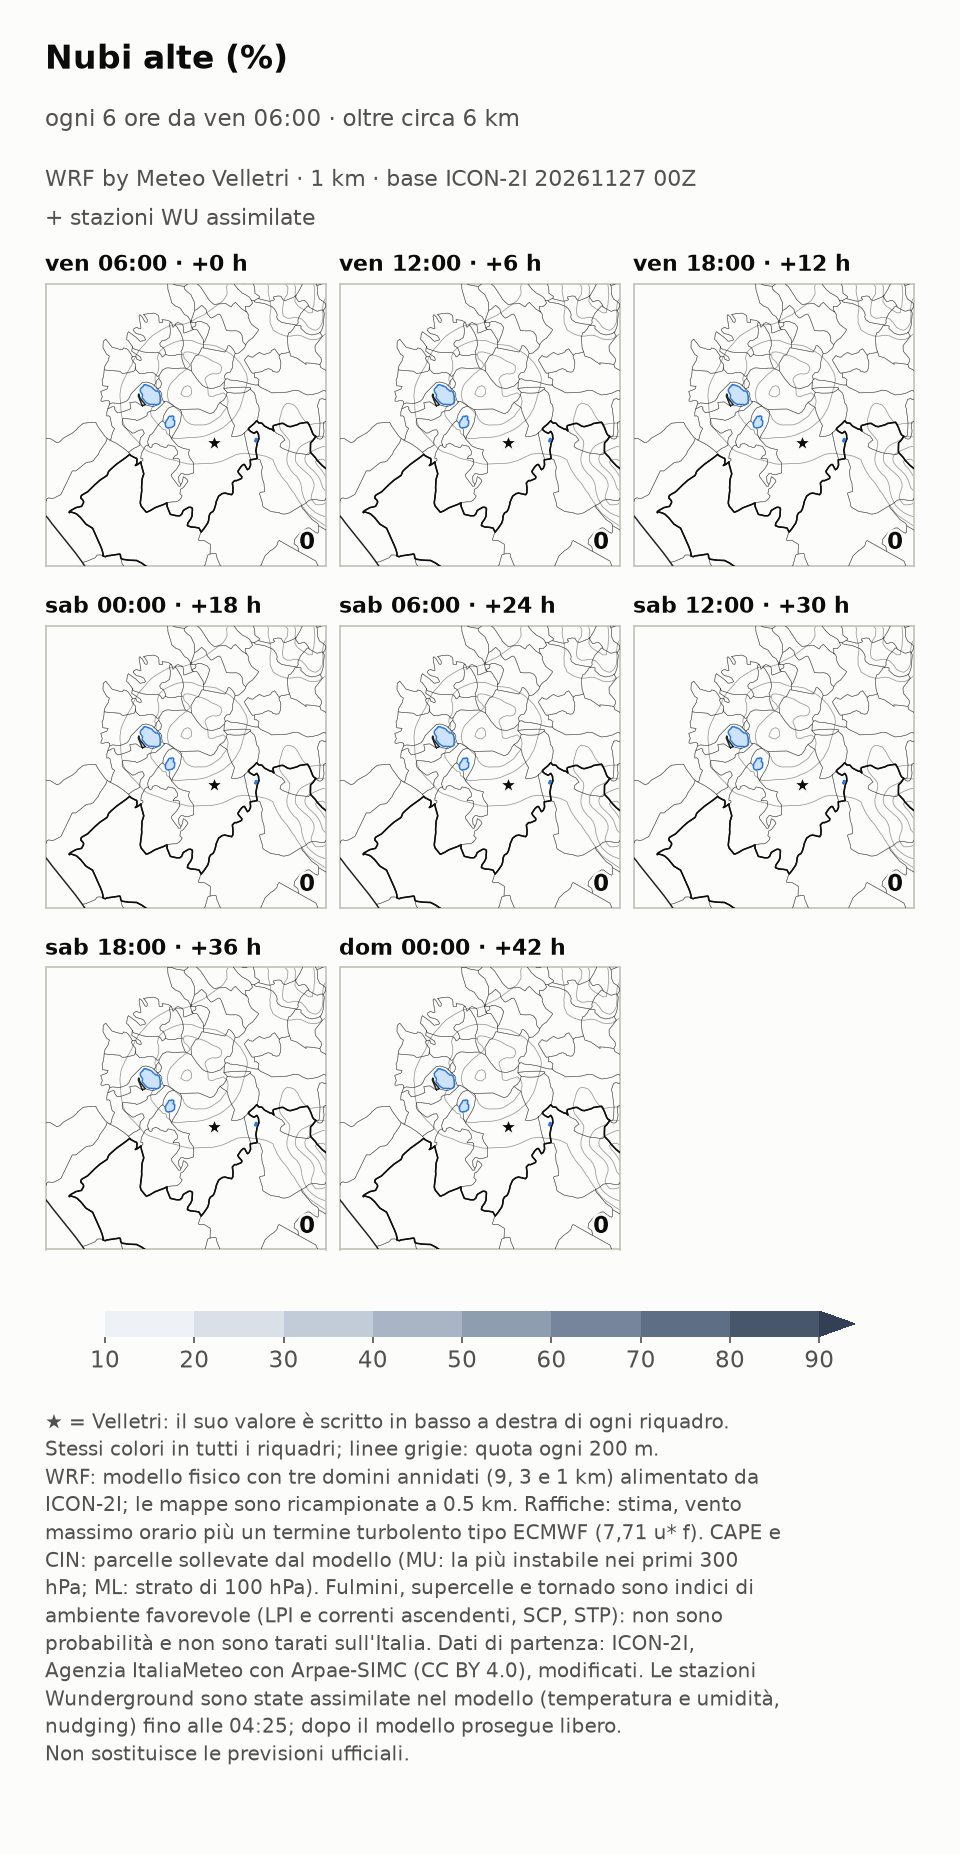 Nubi alte (%)
ogni 6 ore da ven 06:00 · oltre circa 6 km
WRF by Meteo Velletri · 1 km · base ICON-2I 20261127 00Z
+ stazioni WU assimilate
ven 06:00 · +0 h
ven 12:00 · +6 h
ven 18:00 · +12 h
0
0
0
sab 00:00 · +18 h
sab 06:00 · +24 h
sab 12:00 · +30 h
0
0
0
sab 18:00 · +36 h
dom 00:00 · +42 h
0
0
10 20 30 40 50 60 70 80 90
★ = Velletri: il suo valore è scritto in basso a destra di ogni riquadro.
Stessi colori in tutti i riquadri; linee grigie: quota ogni 200 m.
WRF: modello fisico con tre domini annidati (9, 3 e 1 km) alimentato da
ICON-2I; le mappe sono ricampionate a 0.5 km. Raffiche: stima, vento
massimo orario più un termine turbolento tipo ECMWF (7,71 u* f). CAPE e
CIN: parcelle sollevate dal modello (MU: la più instabile nei primi 300
hPa; ML: strato di 100 hPa). Fulmini, supercelle e tornado sono indici di
ambiente favorevole (LPI e correnti ascendenti, SCP, STP): non sono
probabilità e non sono tarati sull'Italia. Dati di partenza: ICON-2I,
Agenzia ItaliaMeteo con Arpae-SIMC (CC BY 4.0), modificati. Le stazioni
Wunderground sono state assimilate nel modello (temperatura e umidità,
nudging) fino alle 04:25; dopo il modello prosegue libero.
Non sostituisce le previsioni ufficiali.